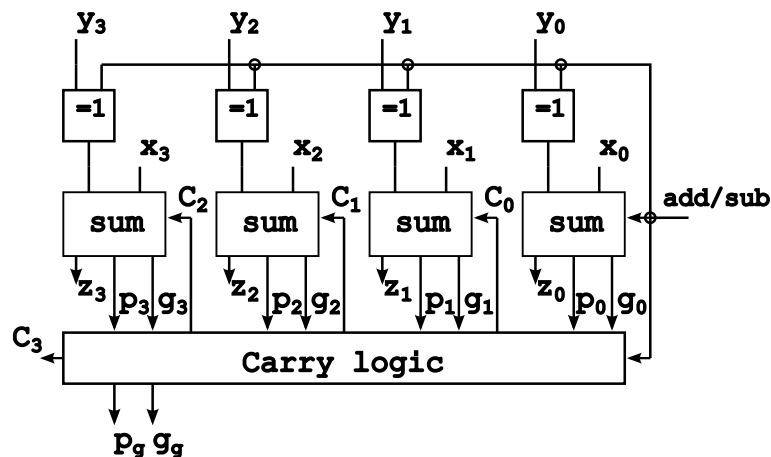 y3 y2 y1 y0
=1 =1 =1 =1
x3 x2 x1 x0
C2 C1 C0 add/sub
sum sum sum sum
z3 p3 g3 z2 p2 g2 z1 p1 g1 z0 p0 g0
C3
Carry logic
pg gg